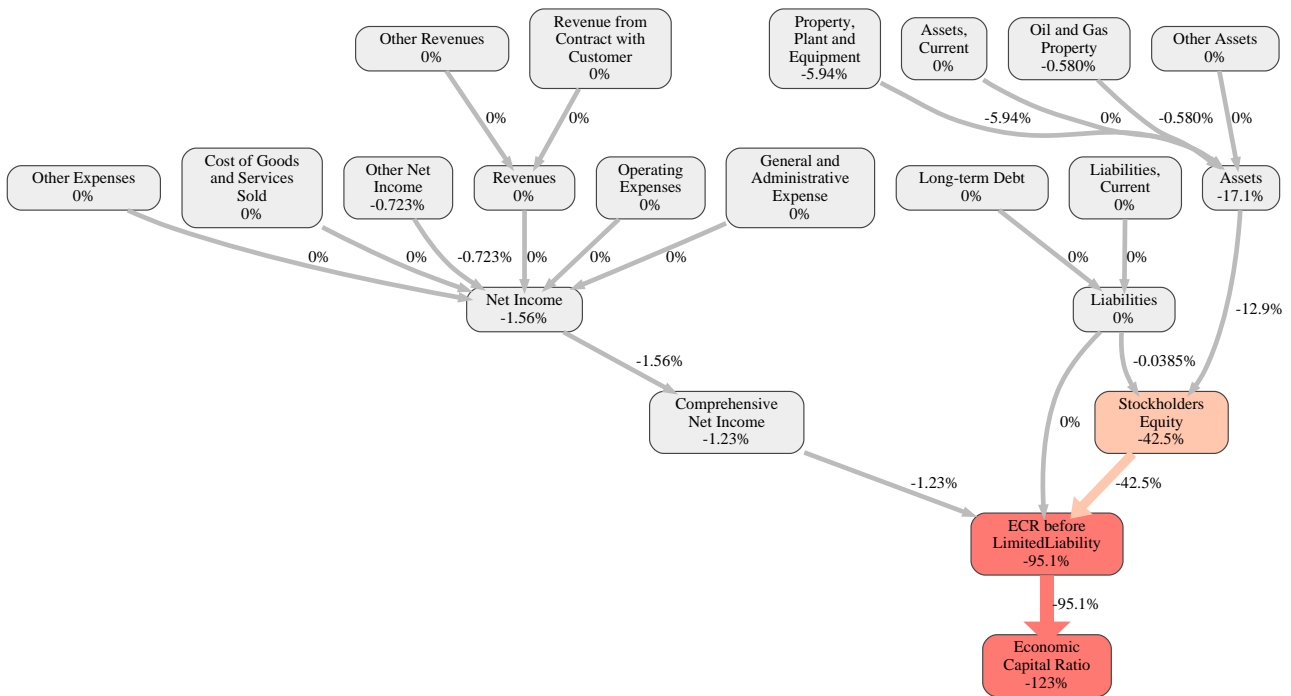 Other Revenues
0%
Revenue from
Contract with
Customer
0%
Property,
Plant and
Equipment
-5.94%
Assets,
Current
0%
Oil and Gas
Property
-0.580%
Other Assets
0%
0%
0%
-5.94%
0%
-0.580%
0%
Other Expenses
0%
Cost of Goods
and Services
Sold
0%
Other Net
Income
-0.723%
Revenues
0%
Operating
Expenses
0%
General and
Administrative
Expense
0%
Long-term Debt
0%
Liabilities,
Current
0%
Assets
-17.1%
0%
0%
-0.723%
0%
0%
0%
0%
0%
Net Income
-1.56%
Liabilities
0%
-12.9%
-1.56%
-0.0385%
Comprehensive
Net Income
-1.23%
0%
Stockholders
Equity
-42.5%
-1.23%
-42.5%
ECR before
LimitedLiability
-95.1%
-95.1%
Economic
Capital Ratio
-123%